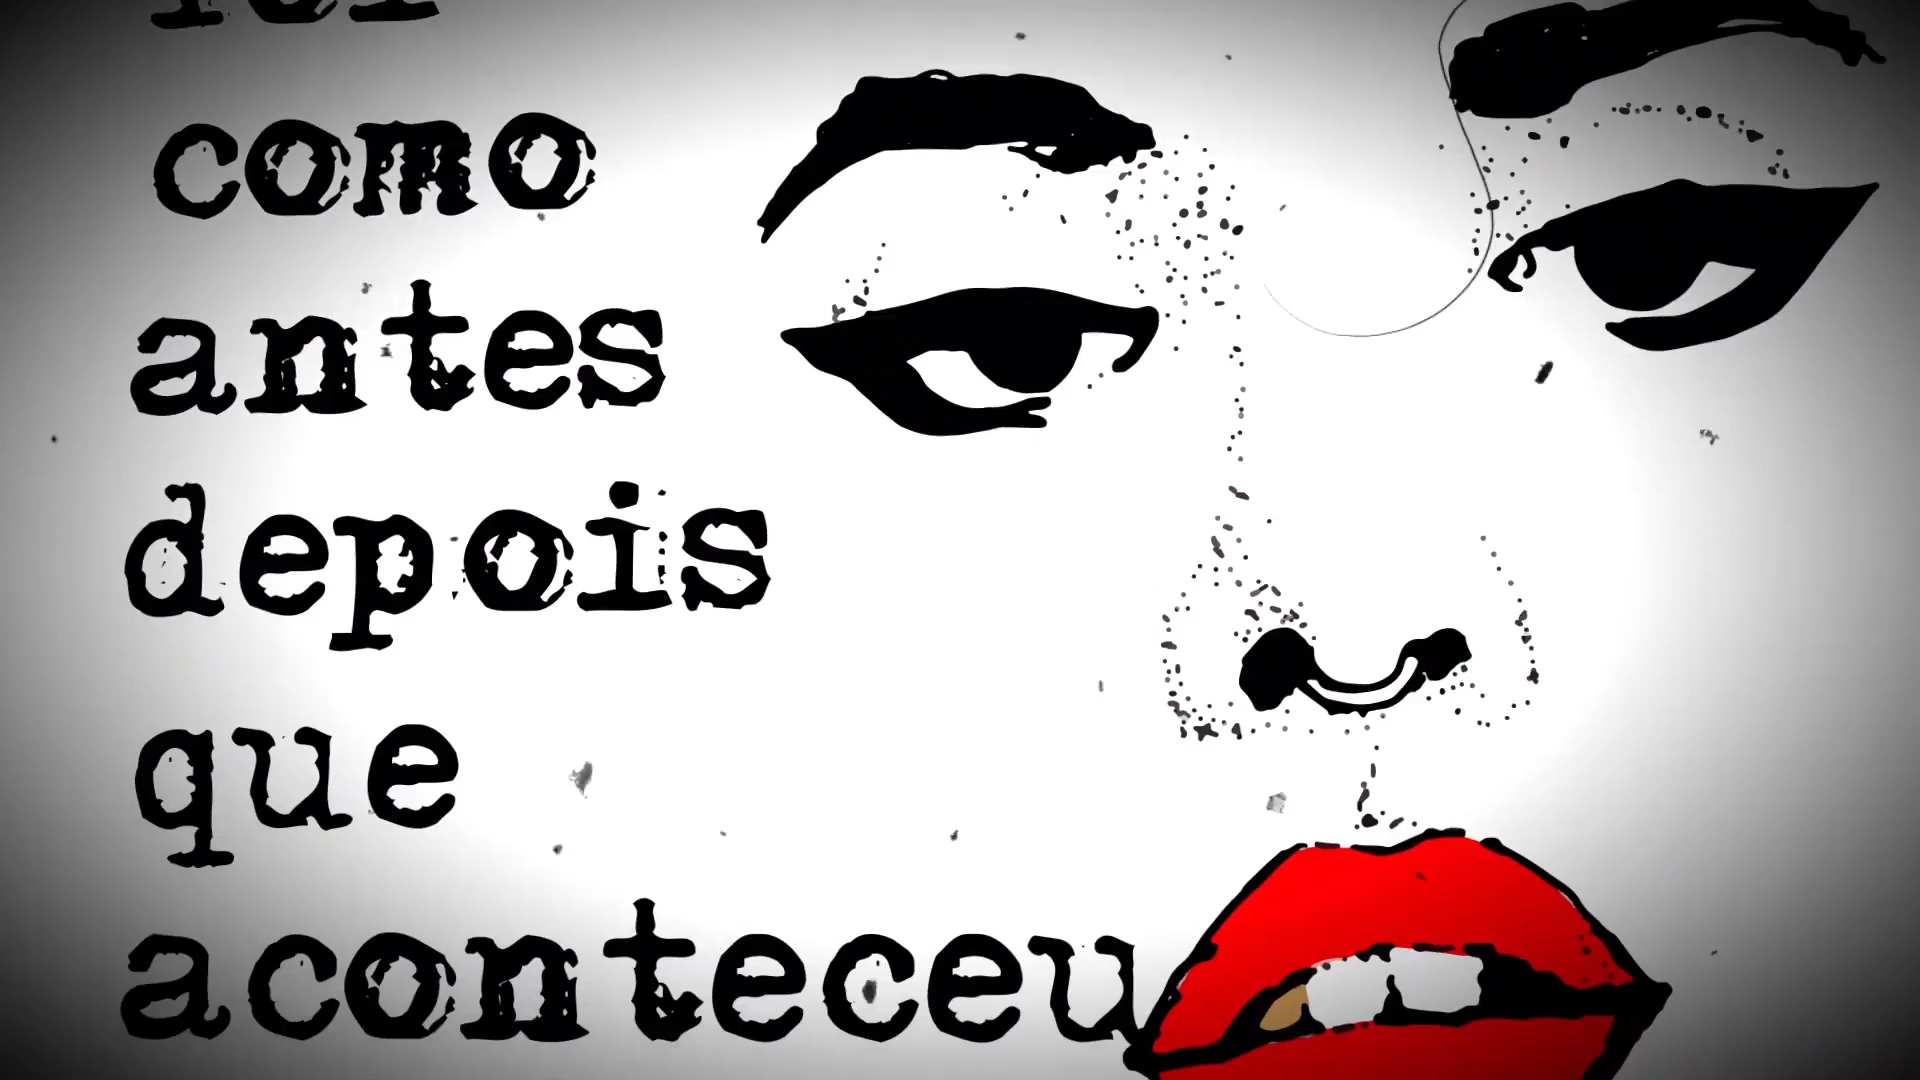 como
antes
depois
que
aconteceu